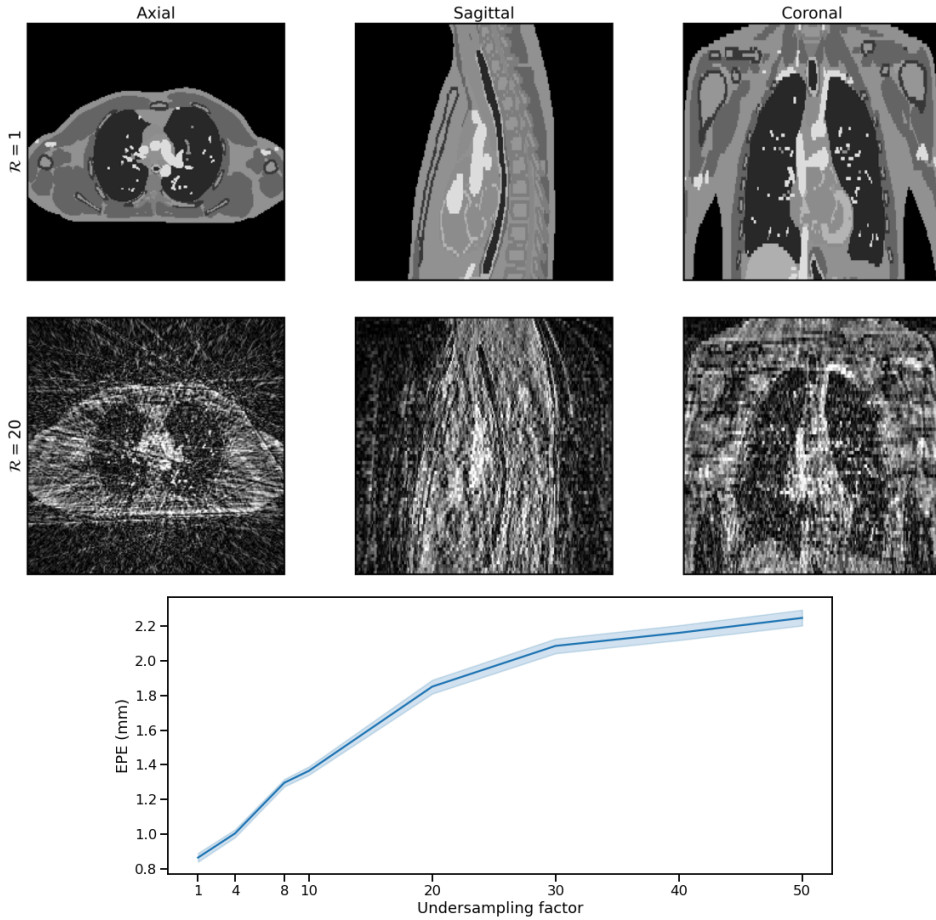 Axial Sagittal Coronal
R = 1
R = 20
2.2
2.0
1.8
1.6
1.4
1.2
1.0
0.8
EPE (mm)
1 4 8 10 20 30 40 50
Undersampling factor